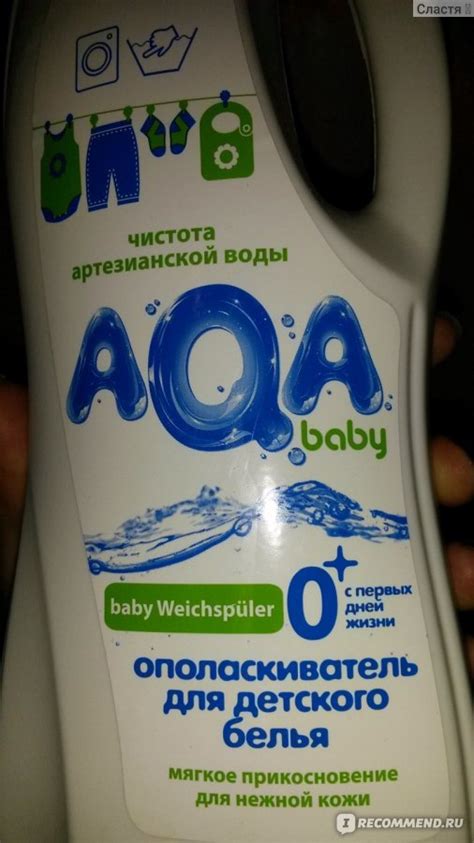 Сластя
чистота
артезианской воды
AQA
baby
baby Weichspüler
0+
с первых
дней
жизни
ополаскиватель
для детского
белья
мягкое прикосновение
для нежной кожи
IRECOMMEND.RU